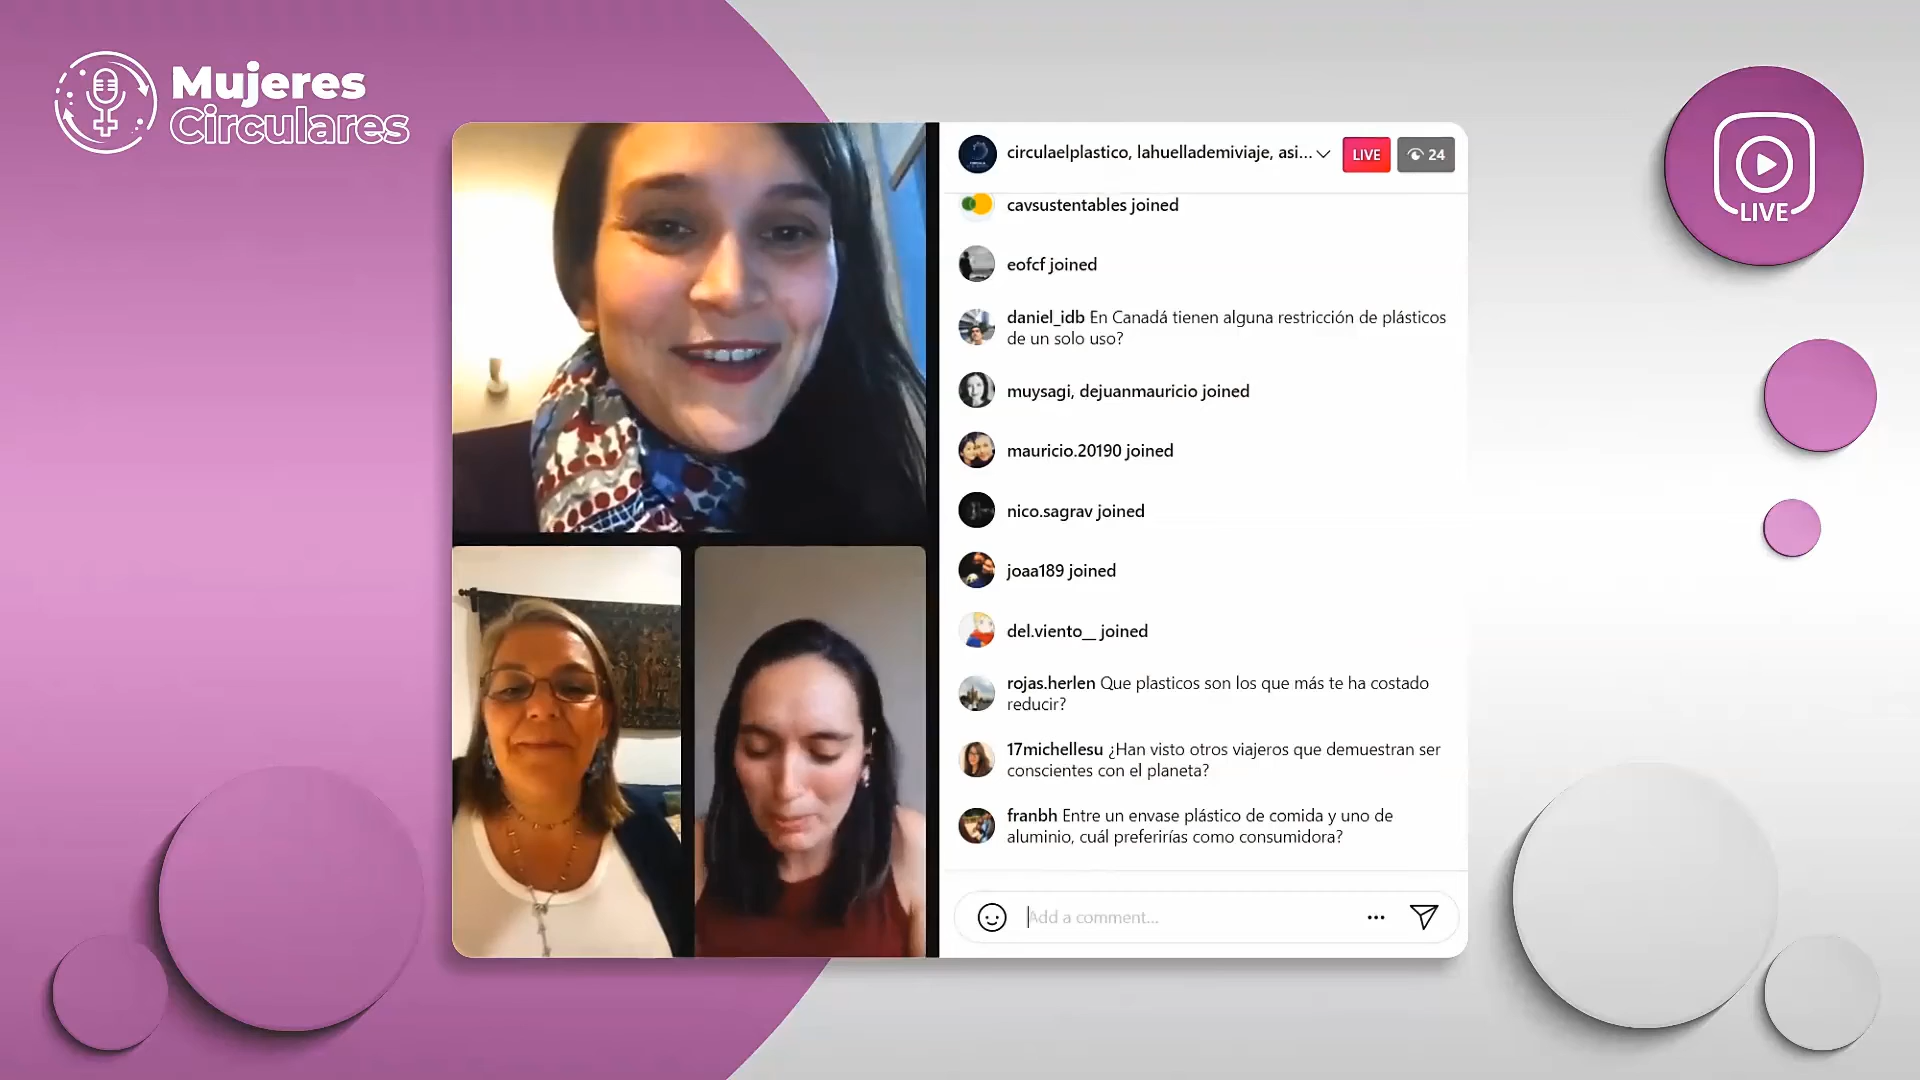 Mujeres
Circulares
circulaelplastico, lahuellademiviaje, asi...
LIVE
24
LIVE
cavsustentables joined
eofcf joined
daniel_idb En Canadá tienen alguna restricción de plásticos
de un solo uso?
muysagi, dejuanmauricio joined
mauricio.20190 joined
nico.sagrav joined
joaa189 joined
del.viento__ joined
rojas.herlen Que plasticos son los que más te ha costado
reducir?
17michellesu ¿Han visto otros viajeros que demuestran ser
conscientes con el planeta?
franbh Entre un envase plástico de comida y uno de
aluminio, cuál preferirías como consumidora?
Add a comment...